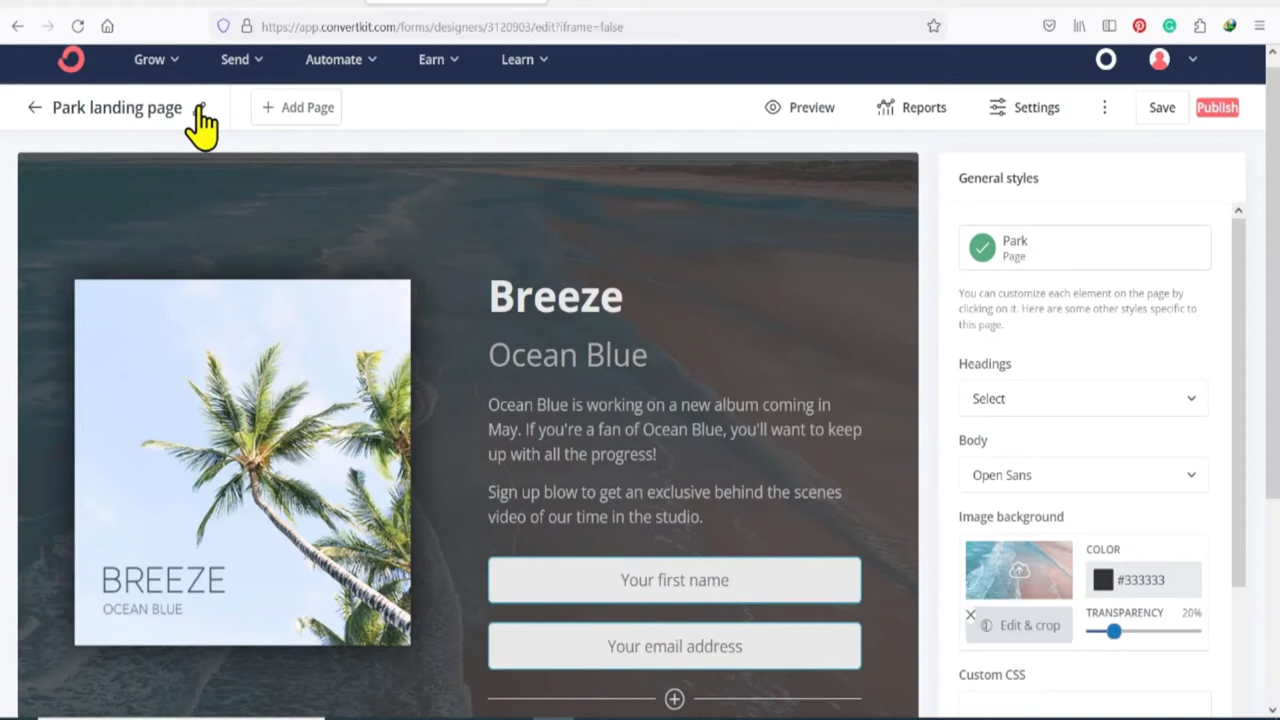 https://app.convertkit.com/forms/designers/3120903/edit?iframe=false
Grow Send Automate Earn Learn
Park landing page
+ Add Page
Preview
Reports
Settings
Save
Publish
General styles
Park
Page
You can customize each element on the page by
clicking on it. Here are some other styles specific to
this page.
Headings
Select
Body
Open Sans
Image background
COLOR
#333333
Edit & crop
TRANSPARENCY 20%
Custom CSS
BREEZE
OCEAN BLUE
Breeze
Ocean Blue
Ocean Blue is working on a new album coming in
May. If you're a fan of Ocean Blue, you'll want to keep
up with all the progress!
Sign up blow to get an exclusive behind the scenes
video of our time in the studio.
Your first name
Your email address